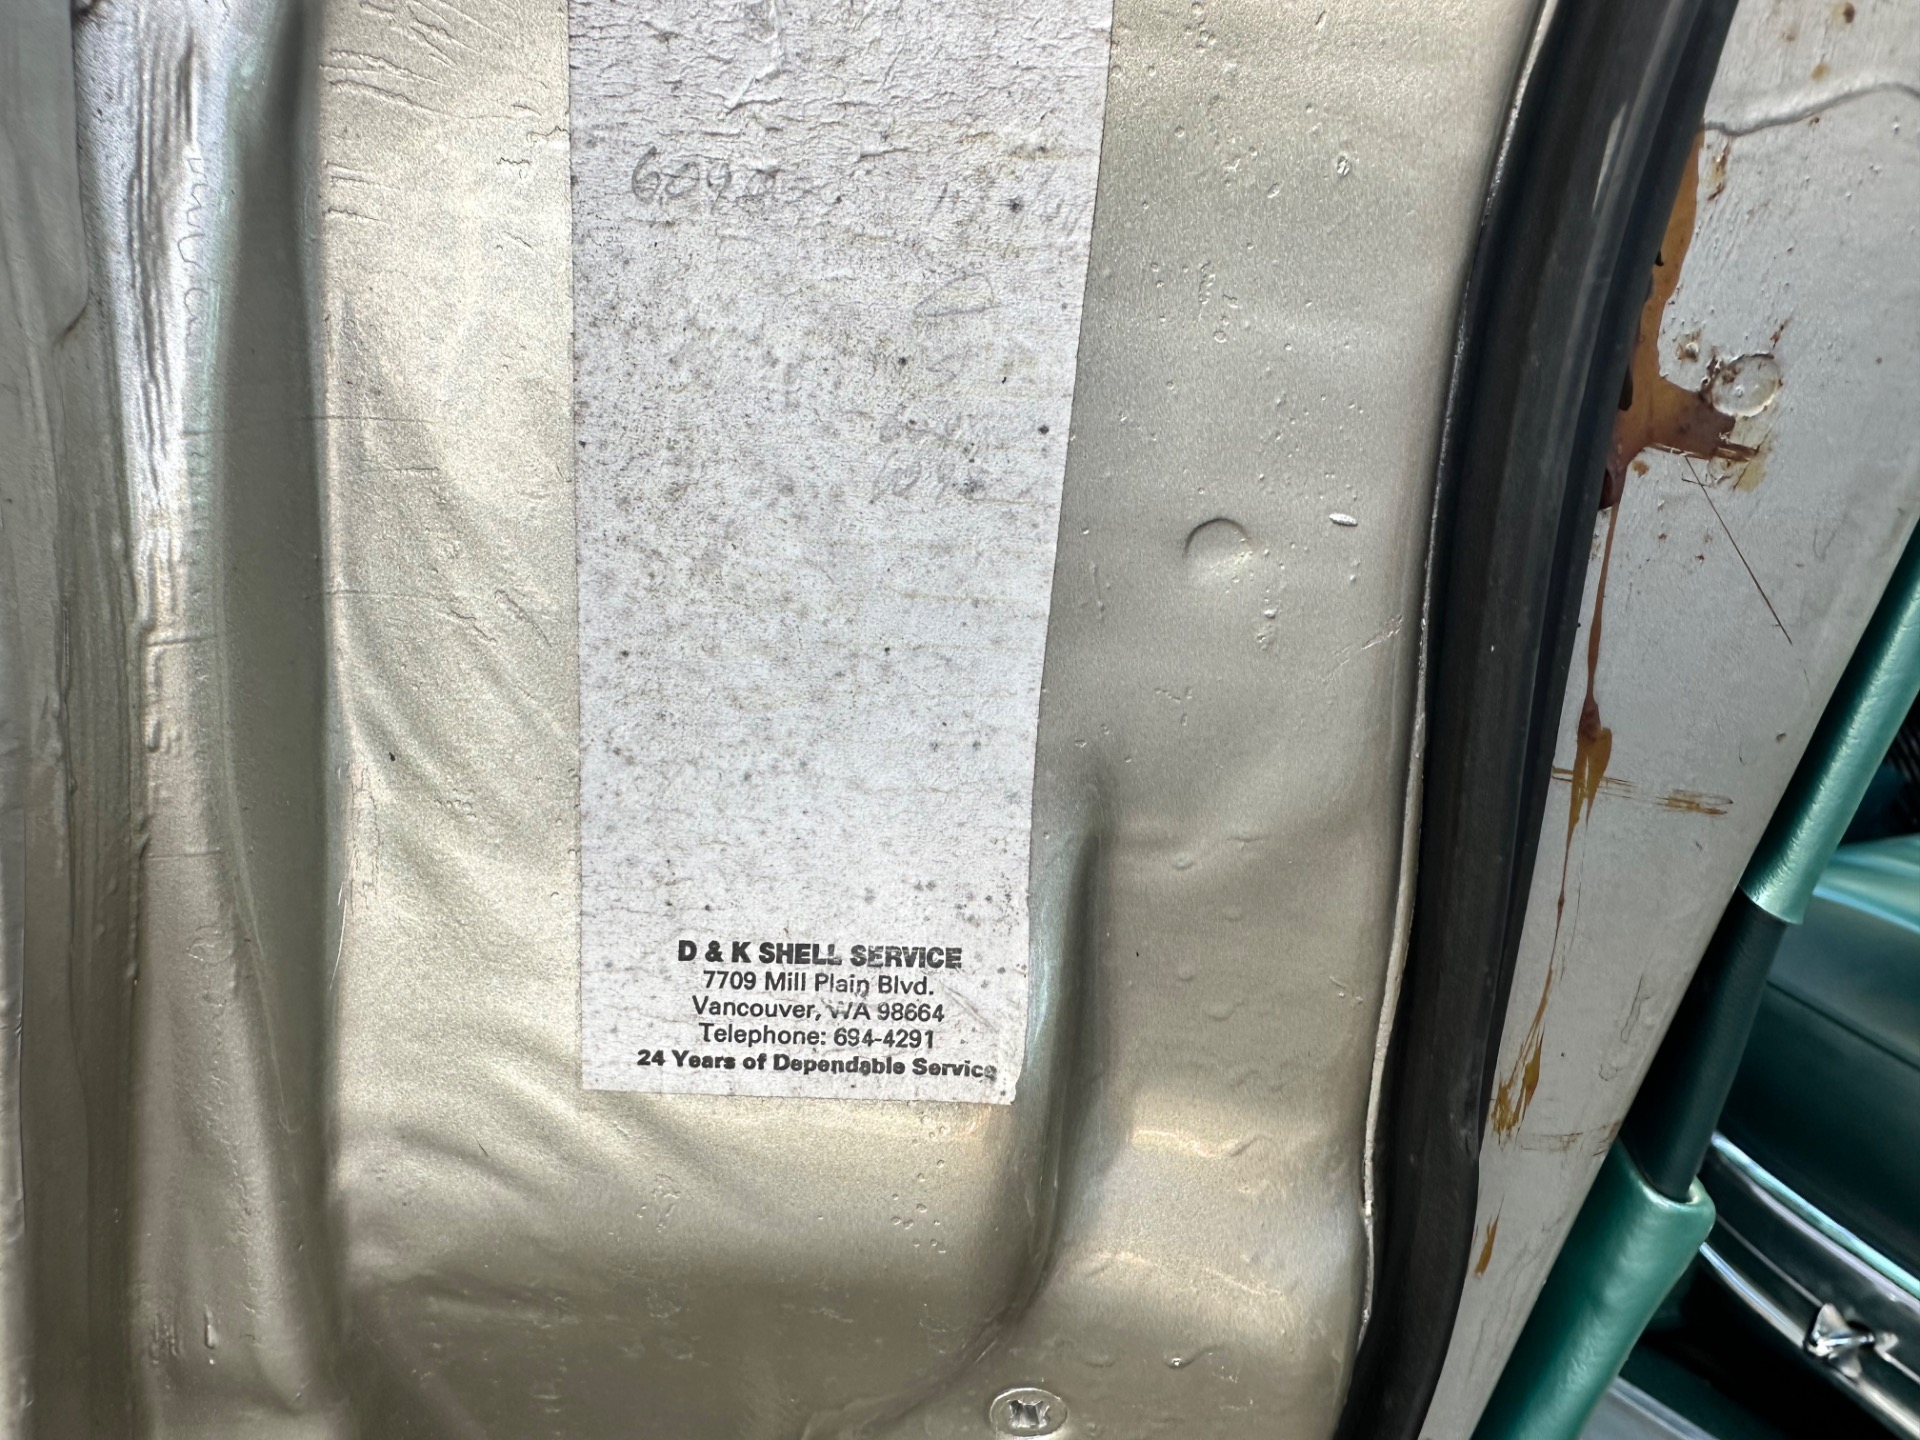 D & K SHELL SERVICE
7709 Mill Plain Blvd.
Vancouver, WA 98664
Telephone: 694-4291
24 Years of Dependable Service